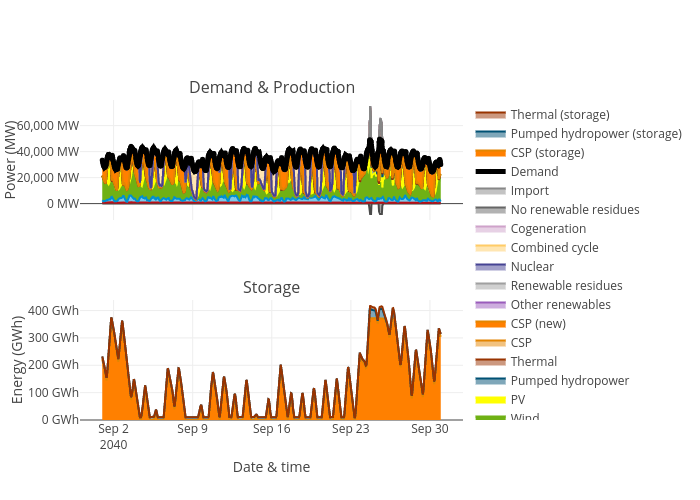 Demand & Production
Power (MW)
60,000 MW
40,000 MW
20,000 MW
0 MW
Storage
Energy (GWh)
400 GWh
300 GWh
200 GWh
100 GWh
0 GWh
Sep 2
2040
Sep 9
Sep 16
Sep 23
Sep 30
Date & time
Thermal (storage)
Pumped hydropower (storage)
CSP (storage)
Demand
Import
No renewable residues
Cogeneration
Combined cycle
Nuclear
Renewable residues
Other renewables
CSP (new)
CSP
Thermal
Pumped hydropower
PV
Wind